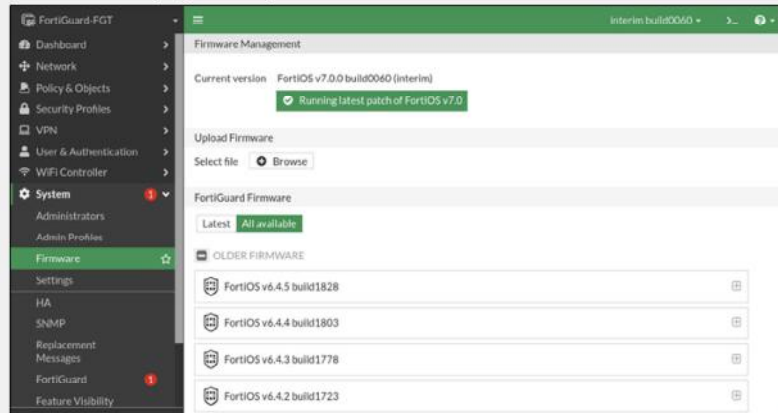 FortiGuard-FGT
interim build0060
>_
?
Dashboard
Network
Policy & Objects
Security Profiles
VPN
User & Authentication
WiFi Controller
System 1
Administrators
Admin Profiles
Firmware
Settings
HA
SNMP
Replacement
Messages
FortiGuard 1
Feature Visibility
Firmware Management
Current version FortiOS v7.0.0 build0060 (interim)
Running latest patch of FortiOS v7.0
Upload Firmware
Select file Browse
FortiGuard Firmware
Latest All available
OLDER FIRMWARE
FortiOS v6.4.5 build1828
FortiOS v6.4.4 build1803
FortiOS v6.4.3 build1778
FortiOS v6.4.2 build1723